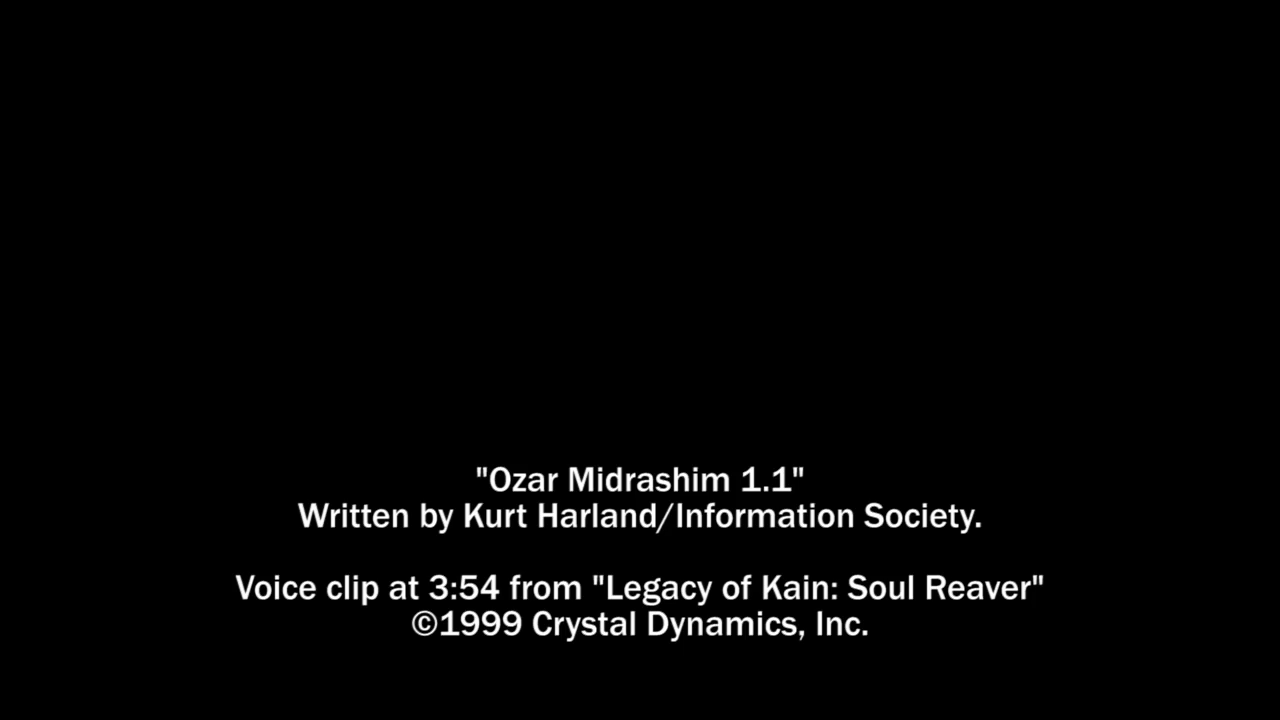 "Ozar Midrashim 1.1"
Written by Kurt Harland/Information Society.
Voice clip at 3:54 from "Legacy of Kain: Soul Reaver"
©1999 Crystal Dynamics, Inc.